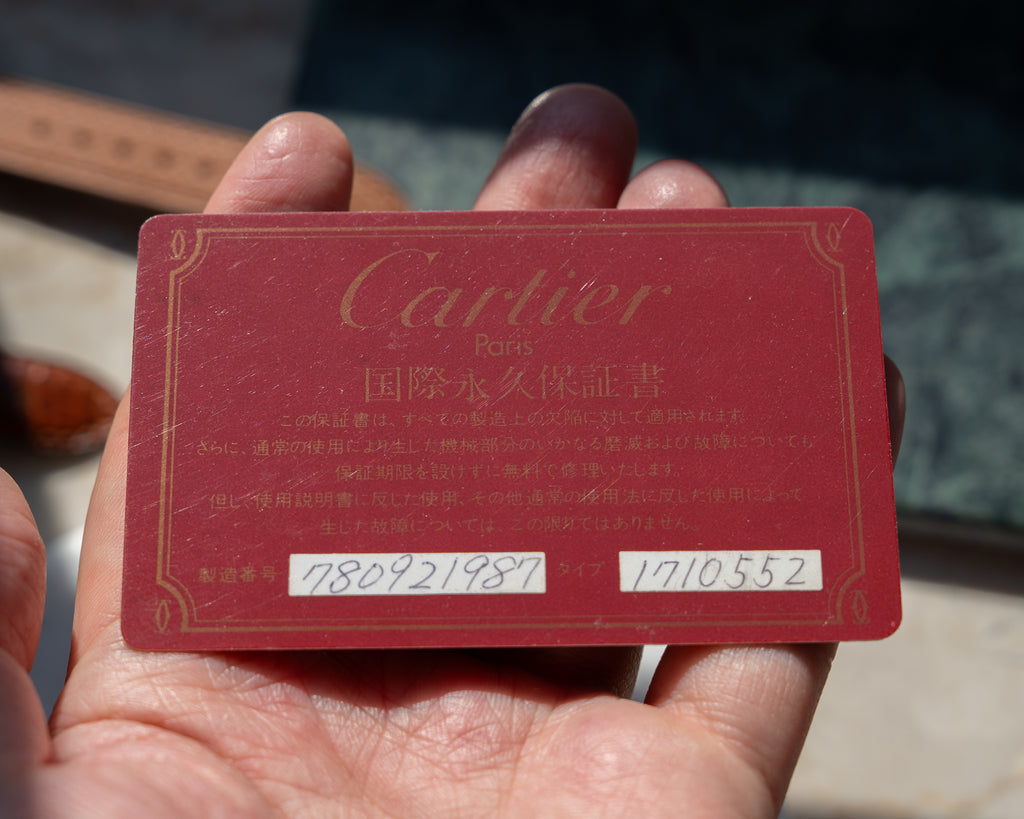 Cartier
Paris
国際永久保証書
この保証書は、すべての製造上の欠陥に対して適用されます。
さらに、通常の使用により生じた機械部分のいかなる磨滅および故障についても
保証期限を設けずに無料で修理いたします。
但し、使用説明書に反した使用、その他通常の使用法に反した使用によって
生じた故障については、この限りではありません。
製造番号 780921987 タイプ 1710552